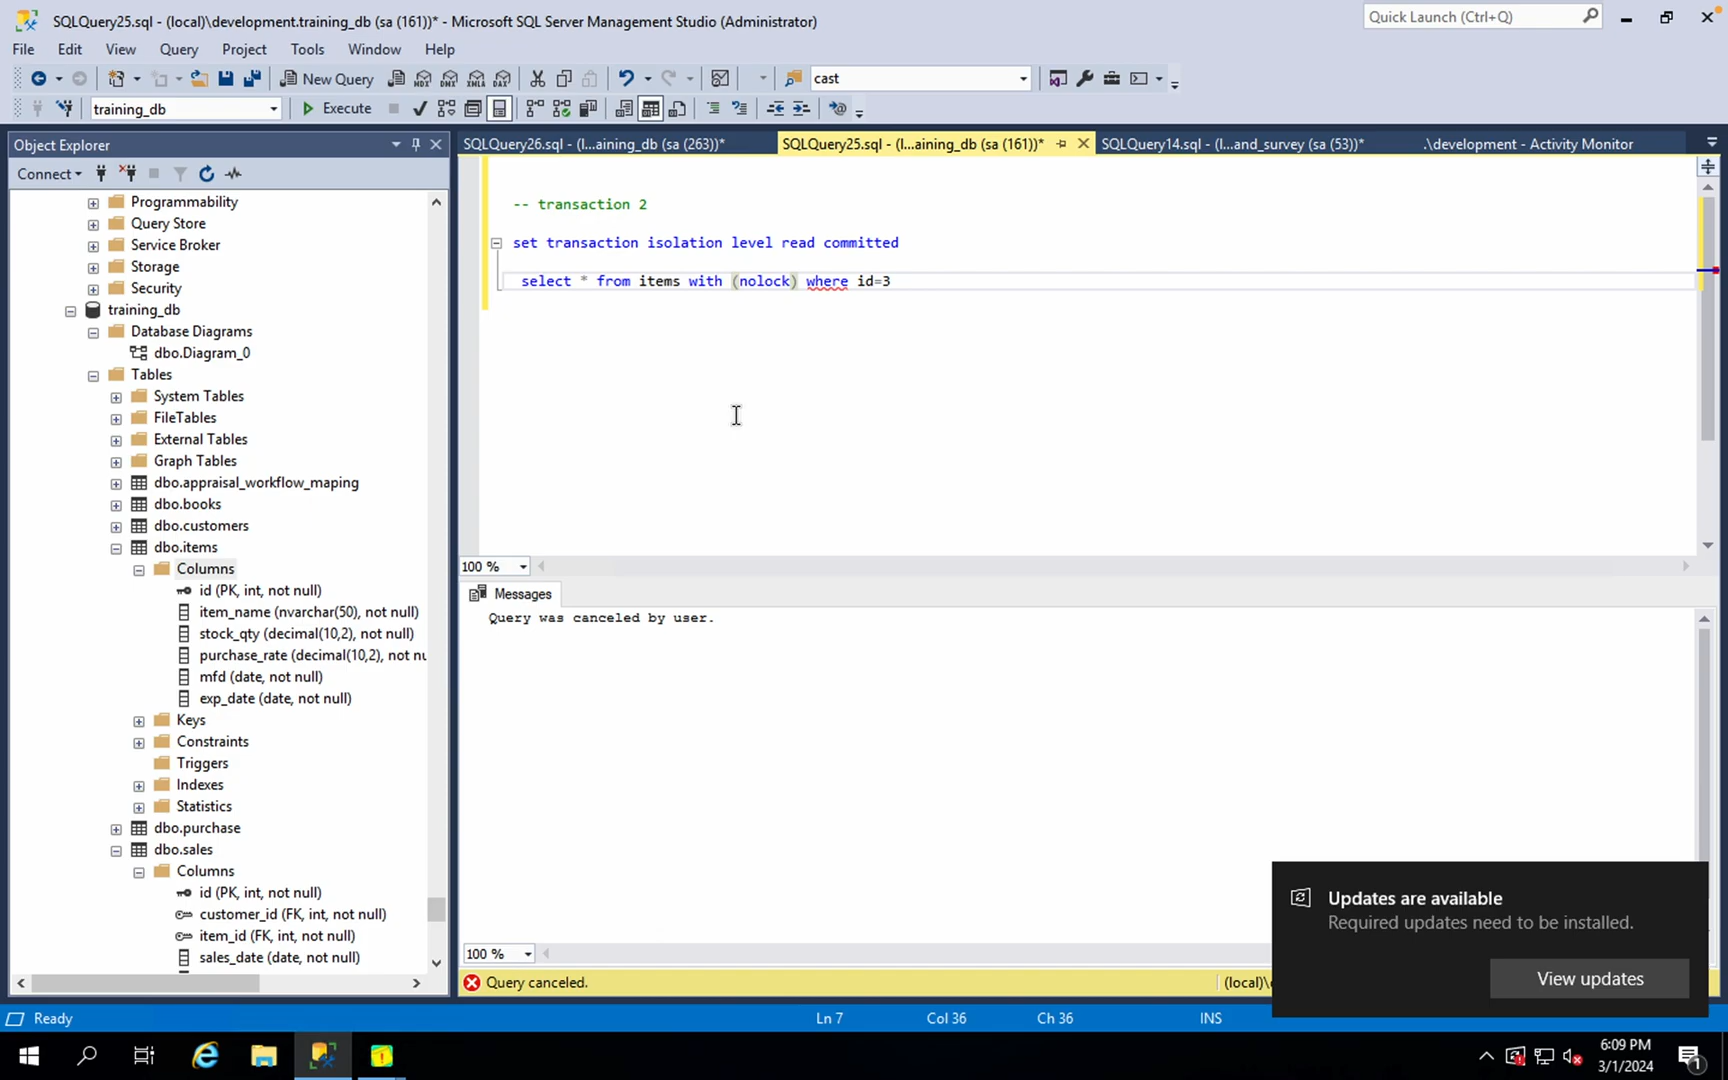 SQLQuery25.sql - (local)\development.training_db (sa (161))* - Microsoft SQL Server Management Studio (Administrator)
Quick Launch (Ctrl+Q)
File Edit View Query Project Tools Window Help
New Query
MDX DMX XMLA DAX
cast
training_db
Execute
Object Explorer
SQLQuery26.sql - (l...aining_db (sa (263))*
SQLQuery25.sql - (l...aining_db (sa (161))*
SQLQuery14.sql - (l...and_survey (sa (53))*
.\development - Activity Monitor
Connect
Programmability
Query Store
Service Broker
Storage
Security
training_db
Database Diagrams
dbo.Diagram_0
Tables
System Tables
FileTables
External Tables
Graph Tables
dbo.appraisal_workflow_maping
dbo.books
dbo.customers
dbo.items
Columns
id (PK, int, not null)
item_name (nvarchar(50), not null)
stock_qty (decimal(10,2), not null)
purchase_rate (decimal(10,2), not nu
mfd (date, not null)
exp_date (date, not null)
Keys
Constraints
Triggers
Indexes
Statistics
dbo.purchase
dbo.sales
Columns
id (PK, int, not null)
customer_id (FK, int, not null)
item_id (FK, int, not null)
sales_date (date, not null)
-- transaction 2
set transaction isolation level read committed
select * from items with (nolock) where id=3
100 %
Messages
Query was canceled by user.
100 %
Query canceled.
(local)\
Updates are available
Required updates need to be installed.
View updates
Ready
Ln 7
Col 36
Ch 36
INS
6:09 PM
3/1/2024
1